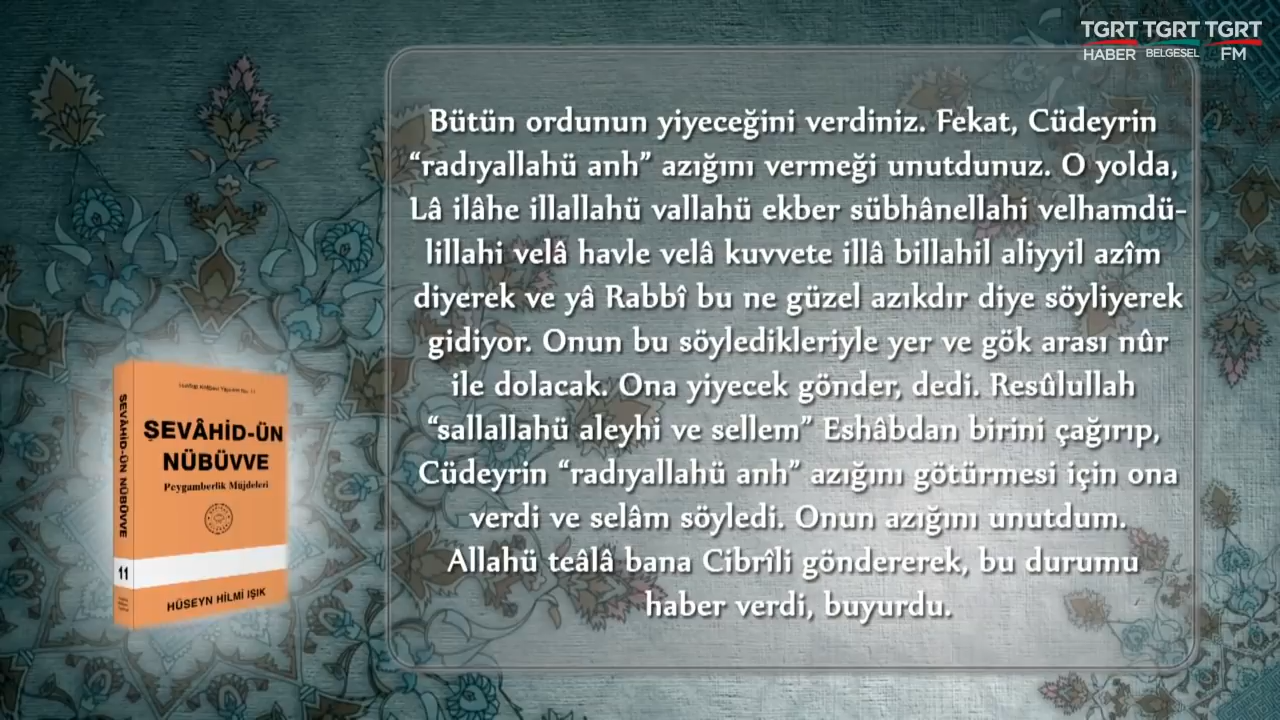 TGRT TGRT TGRT
HABER BELGESEL FM
Bütün ordunun yiyeceğini verdiniz. Fekat, Cüdeyrin
“radıyallahü anh” azığını vermeği unutdunuz. O yolda,
Lâ ilâhe illallahü vallahü ekber sübhânellahi velhamdü-
lillahi velâ havle velâ kuvvete illâ billahil aliyyil azîm
diyerek ve yâ Rabbî bu ne güzel azıkdır diye söyliyerek
gidiyor. Onun bu söyledikleriyle yer ve gök arası nûr
ile dolacak. Ona yiyecek gönder, dedi. Resûlullah
“sallallahü aleyhi ve sellem” Eshâbdan birini çağırıp,
Cüdeyrin “radıyallahü anh” azığını götürmesi için ona
verdi ve selâm söyledi. Onun azığını unutdum.
Allahü teâlâ bana Cibrîli göndererek, bu durumu
haber verdi, buyurdu.
ŞEVÂHİD-ÜN NÜBÜVVE
11
ŞEVÂHİD-ÜN
NÜBÜVVE
Peygamberlik Müjdeleri
HÜSEYN HİLMİ IŞIK